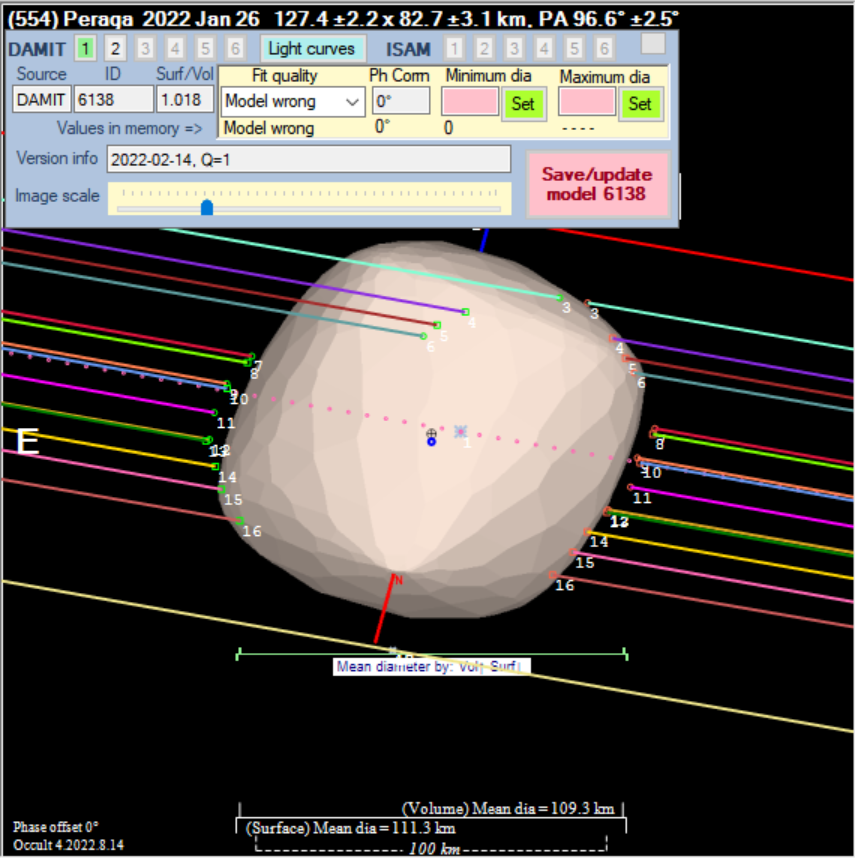 (554) Peraga 2022 Jan 26 127.4 ±2.2 x 82.7 ±3.1 km, PA 96.6° ±2.5°
DAMIT 1 2 3 4 5 6 Light curves ISAM 1 2 3 4 5 6
Source ID Surf/Vol Fit quality Ph Corrn Minimum dia Maximum dia
DAMIT 6138 1.018 Model wrong 0° Set Set
Values in memory => Model wrong 0° 0 ----
Version info 2022-02-14, Q=1
Save/update
model 6138
Image scale
3 3
4 4
5 5
6 6
7
8 8
9 9
10 10
11 11
1
E
12 12
13 13
14 14
15 15
16 16
N
Mean diameter by: Vol Surf
(Volume) Mean dia = 109.3 km
(Surface) Mean dia = 111.3 km
100 km
Phase offset 0°
Occult 4.2022.8.14